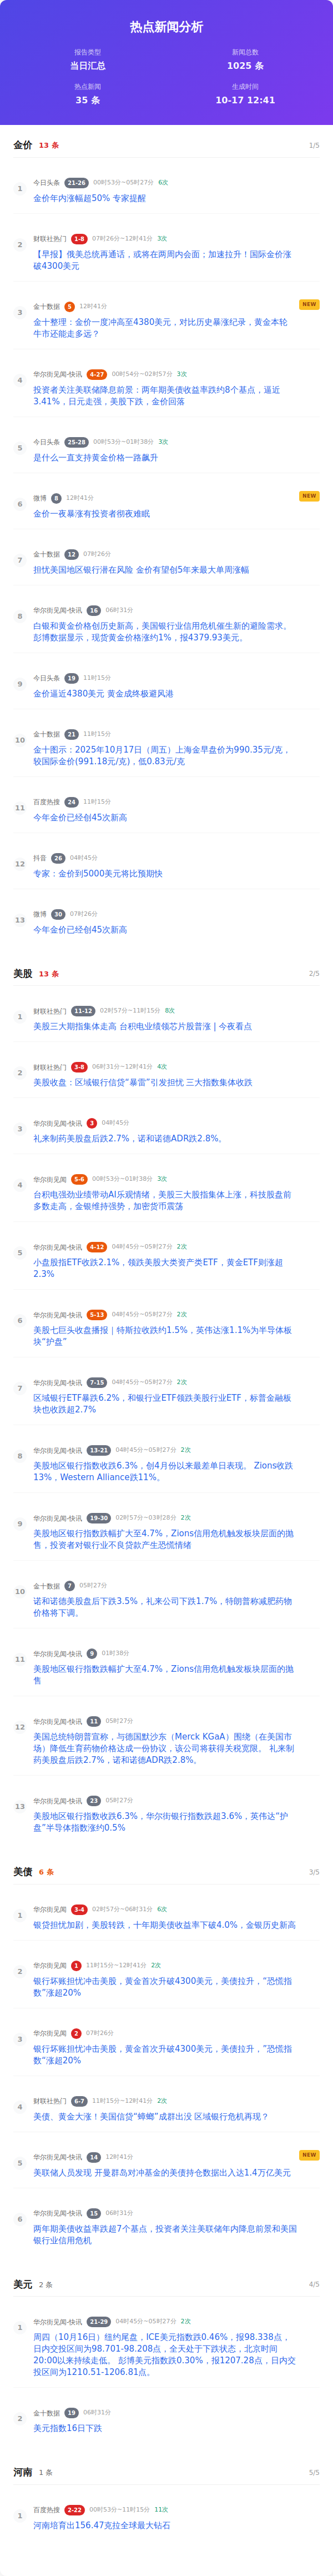 热点新闻分析
报告类型
新闻总数
当日汇总
1025 条
热点新闻
生成时间
35 条
10-17 12:41
金价 13 条 1/5
1
今日头条 21-26 00时53分~05时27分 6次
金价年内涨幅超50% 专家提醒
2
财联社热门 1-8 07时26分~12时41分 3次
【早报】俄美总统再通话，或将在两周内会面；加速拉升！国际金价涨
破4300美元
3
金十数据 5 12时41分 NEW
金十整理：金价一度冲高至4380美元，对比历史暴涨纪录，黄金本轮
牛市还能走多远？
4
华尔街见闻-快讯 4-27 00时54分~02时57分 3次
投资者关注美联储降息前景：两年期美债收益率跌约8个基点，逼近
3.41%，日元走强，美股下跌，金价回落
5
今日头条 25-28 00时53分~01时38分 3次
是什么一直支持黄金价格一路飙升
6
微博 8 12时41分 NEW
金价一夜暴涨有投资者彻夜难眠
7
金十数据 12 07时26分
担忧美国地区银行潜在风险 金价有望创5年来最大单周涨幅
8
华尔街见闻-快讯 16 06时31分
白银和黄金价格创历史新高，美国银行业信用危机催生新的避险需求。
彭博数据显示，现货黄金价格涨约1%，报4379.93美元。
9
今日头条 19 11时15分
金价逼近4380美元 黄金成终极避风港
10
金十数据 21 11时15分
金十图示：2025年10月17日（周五）上海金早盘价为990.35元/克，
较国际金价(991.18元/克)，低0.83元/克
11
百度热搜 24 11时15分
今年金价已经创45次新高
12
抖音 26 04时45分
专家：金价到5000美元将比预期快
13
微博 30 07时26分
今年金价已经创45次新高
美股 13 条 2/5
1
财联社热门 11-12 02时57分~11时15分 8次
美股三大期指集体走高 台积电业绩领芯片股普涨 | 今夜看点
2
财联社热门 3-8 06时31分~12时41分 4次
美股收盘：区域银行信贷“暴雷”引发担忧 三大指数集体收跌
3
华尔街见闻-快讯 3 04时45分
礼来制药美股盘后跌2.7%，诺和诺德ADR跌2.8%。
4
华尔街见闻 5-6 00时53分~01时38分 3次
台积电强劲业绩带动AI乐观情绪，美股三大股指集体上涨，科技股盘前
多数走高，金银维持强势，加密货币震荡
5
华尔街见闻-快讯 4-12 04时45分~05时27分 2次
小盘股指ETF收跌2.1%，领跌美股大类资产类ETF，黄金ETF则涨超
2.3%
6
华尔街见闻-快讯 5-13 04时45分~05时27分 2次
美股七巨头收盘播报｜特斯拉收跌约1.5%，英伟达涨1.1%为半导体板
块“护盘”
7
华尔街见闻-快讯 7-15 04时45分~05时27分 2次
区域银行ETF暴跌6.2%，和银行业ETF领跌美股行业ETF，标普金融板
块也收跌超2.7%
8
华尔街见闻-快讯 13-21 04时45分~05时27分 2次
美股地区银行指数收跌6.3%，创4月份以来最差单日表现。 Zions收跌
13%，Western Alliance跌11%。
9
华尔街见闻-快讯 19-30 02时57分~03时28分 2次
美股地区银行指数跌幅扩大至4.7%，Zions信用危机触发板块层面的抛
售，投资者对银行业不良贷款产生恐慌情绪
10
金十数据 7 05时27分
诺和诺德美股盘后下跌3.5%，礼来公司下跌1.7%，特朗普称减肥药物
价格将下调。
11
华尔街见闻-快讯 9 01时38分
美股地区银行指数跌幅扩大至4.7%，Zions信用危机触发板块层面的抛
售
12
华尔街见闻-快讯 11 05时27分
美国总统特朗普宣称，与德国默沙东（Merck KGaA）围绕（在美国市
场）降低生育药物价格达成一份协议，该公司将获得关税宽限。 礼来制
药美股盘后跌2.7%，诺和诺德ADR跌2.8%。
13
华尔街见闻-快讯 23 05时27分
美股地区银行指数收跌6.3%，华尔街银行指数跌超3.6%，英伟达“护
盘”半导体指数涨约0.5%
美债 6 条 3/5
1
华尔街见闻 3-4 02时57分~06时31分 6次
银贷担忧加剧，美股转跌，十年期美债收益率下破4.0%，金银历史新高
2
华尔街见闻 1 11时15分~12时41分 2次
银行坏账担忧冲击美股，黄金首次升破4300美元，美债拉升，“恐慌指
数”涨超20%
3
华尔街见闻 2 07时26分
银行坏账担忧冲击美股，黄金首次升破4300美元，美债拉升，“恐慌指
数”涨超20%
4
财联社热门 6-7 11时15分~12时41分 2次
美债、黄金大涨！美国信贷“蟑螂”成群出没 区域银行危机再现？
5
华尔街见闻-快讯 14 12时41分 NEW
美联储人员发现 开曼群岛对冲基金的美债持仓数据出入达1.4万亿美元
6
华尔街见闻-快讯 15 06时31分
两年期美债收益率跌超7个基点，投资者关注美联储年内降息前景和美国
银行业信用危机
美元 2 条 4/5
1
华尔街见闻-快讯 21-29 04时45分~05时27分 2次
周四（10月16日）纽约尾盘，ICE美元指数跌0.46%，报98.338点，
日内交投区间为98.701-98.208点，全天处于下跌状态，北京时间
20:00以来持续走低。 彭博美元指数跌0.30%，报1207.28点，日内交
投区间为1210.51-1206.81点。
2
金十数据 19 06时31分
美元指数16日下跌
河南 1 条 5/5
1
百度热搜 2-22 00时53分~11时15分 11次
河南培育出156.47克拉全球最大钻石